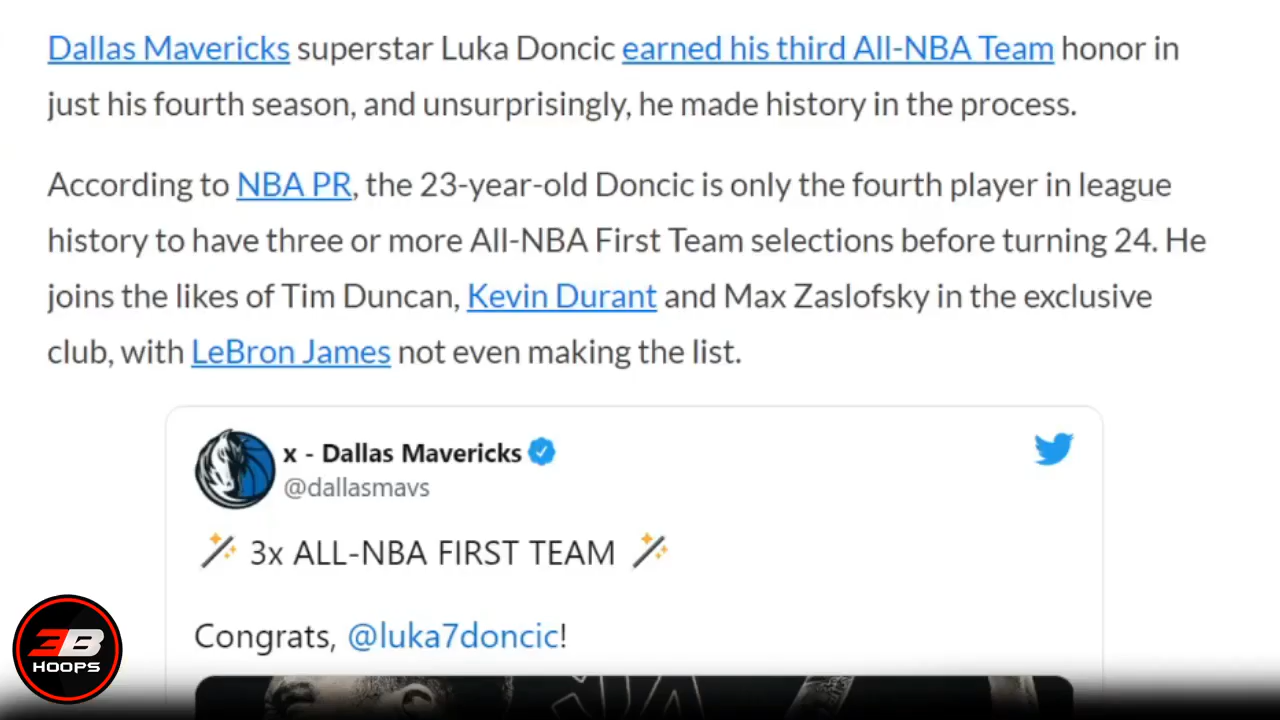 Dallas Mavericks superstar Luka Doncic earned his third All-NBA Team honor in
just his fourth season, and unsurprisingly, he made history in the process.
According to NBA PR, the 23-year-old Doncic is only the fourth player in league
history to have three or more All-NBA First Team selections before turning 24. He
joins the likes of Tim Duncan, Kevin Durant and Max Zaslofsky in the exclusive
club, with LeBron James not even making the list.
x - Dallas Mavericks
@dallasmavs
3x ALL-NBA FIRST TEAM
Congrats, @luka7doncic!
3B
HOOPS